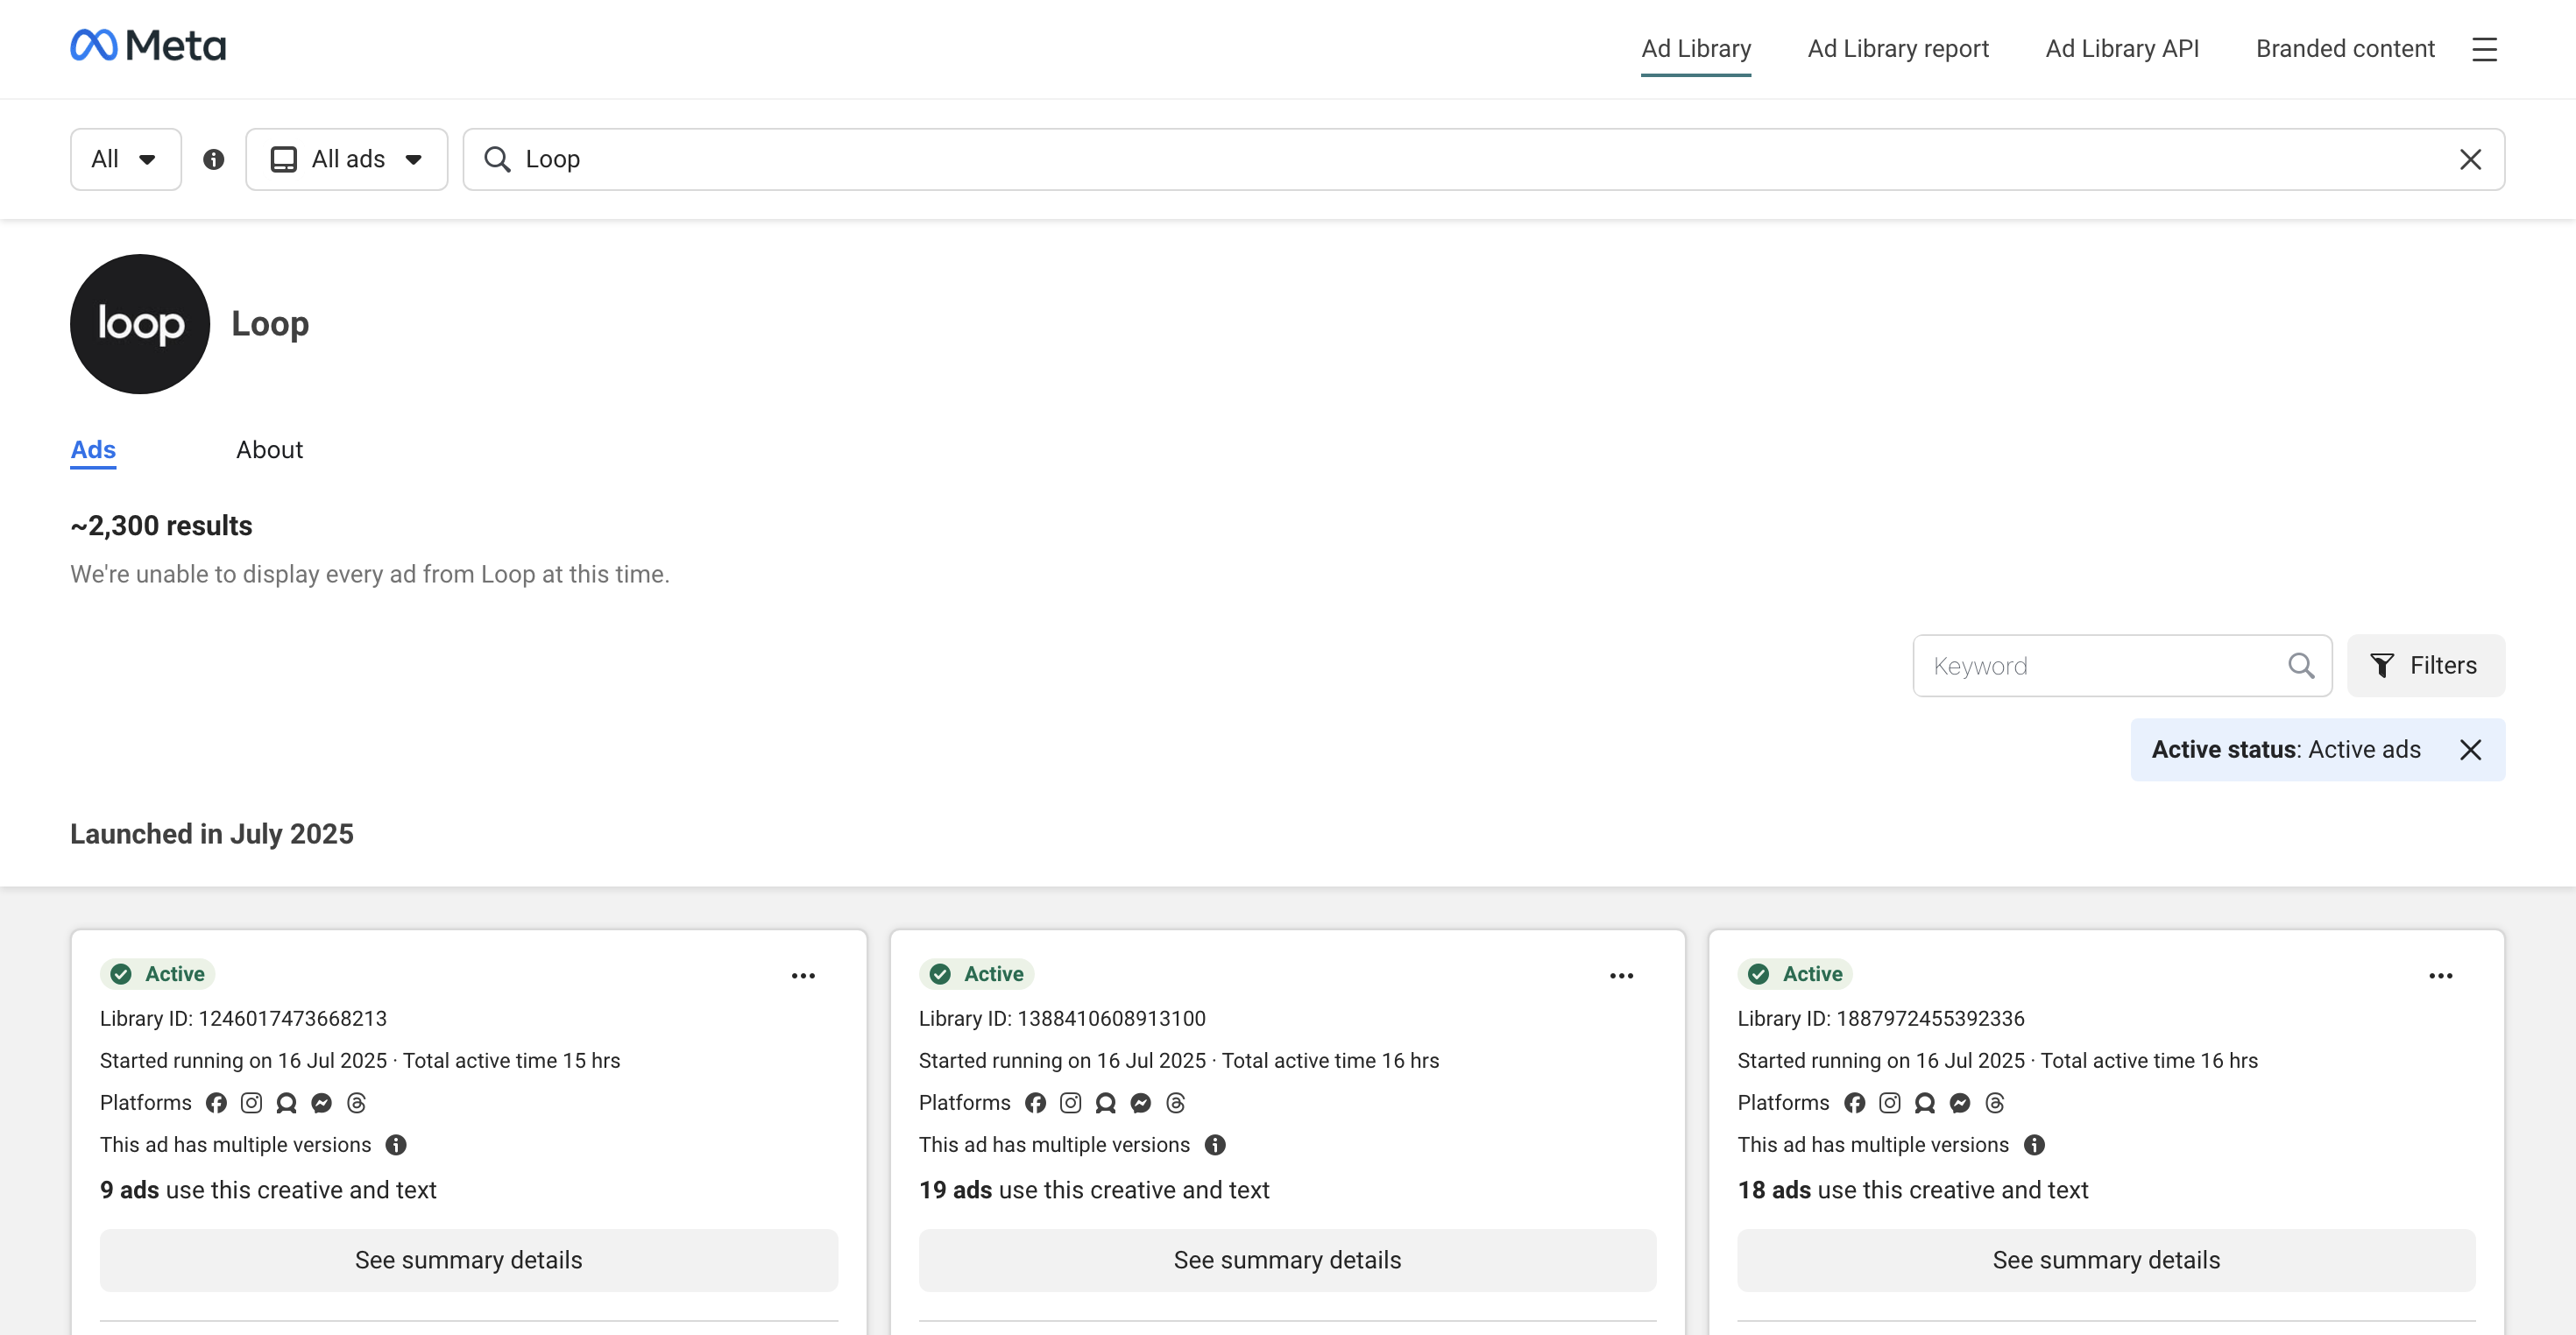 Meta
Ad Library
Ad Library report
Ad Library API
Branded content
All
All ads
Loop
loop
Loop
Ads
About
~2,300 results
We're unable to display every ad from Loop at this time.
Keyword
Filters
Active status: Active ads
Launched in July 2025
Active
Library ID: 1246017473668213
Started running on 16 Jul 2025 · Total active time 15 hrs
Platforms
This ad has multiple versions
9 ads use this creative and text
See summary details
Active
Library ID: 1388410608913100
Started running on 16 Jul 2025 · Total active time 16 hrs
Platforms
This ad has multiple versions
19 ads use this creative and text
See summary details
Active
Library ID: 1887972455392336
Started running on 16 Jul 2025 · Total active time 16 hrs
Platforms
This ad has multiple versions
18 ads use this creative and text
See summary details